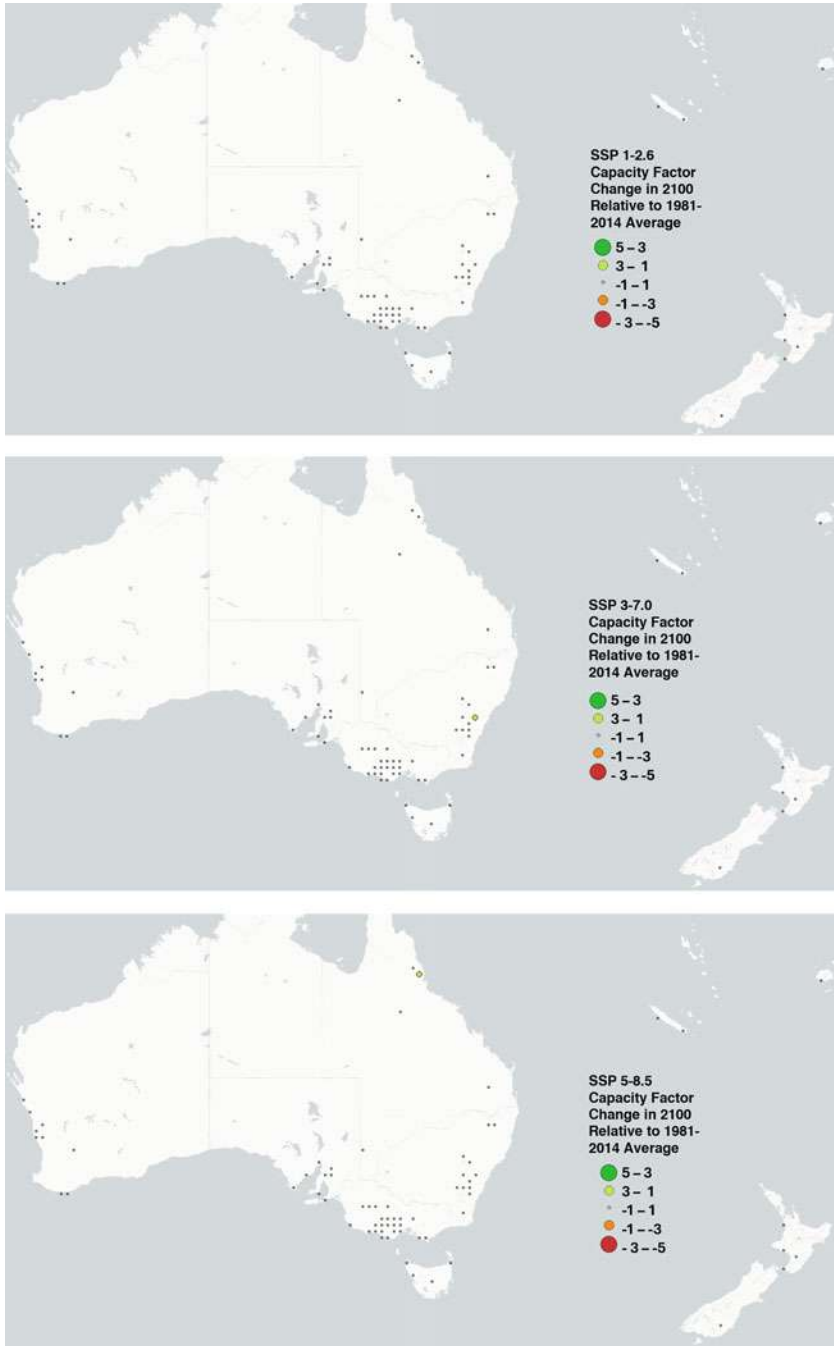 SSP 1-2.6
Capacity Factor
Change in 2100
Relative to 1981-
2014 Average
5 – 3
3 – 1
-1 – 1
-1 – -3
- 3 – -5
SSP 3-7.0
Capacity Factor
Change in 2100
Relative to 1981-
2014 Average
5 – 3
3 – 1
-1 – 1
-1 – -3
- 3 – -5
SSP 5-8.5
Capacity Factor
Change in 2100
Relative to 1981-
2014 Average
5 – 3
3 – 1
-1 – 1
-1 – -3
- 3 – -5